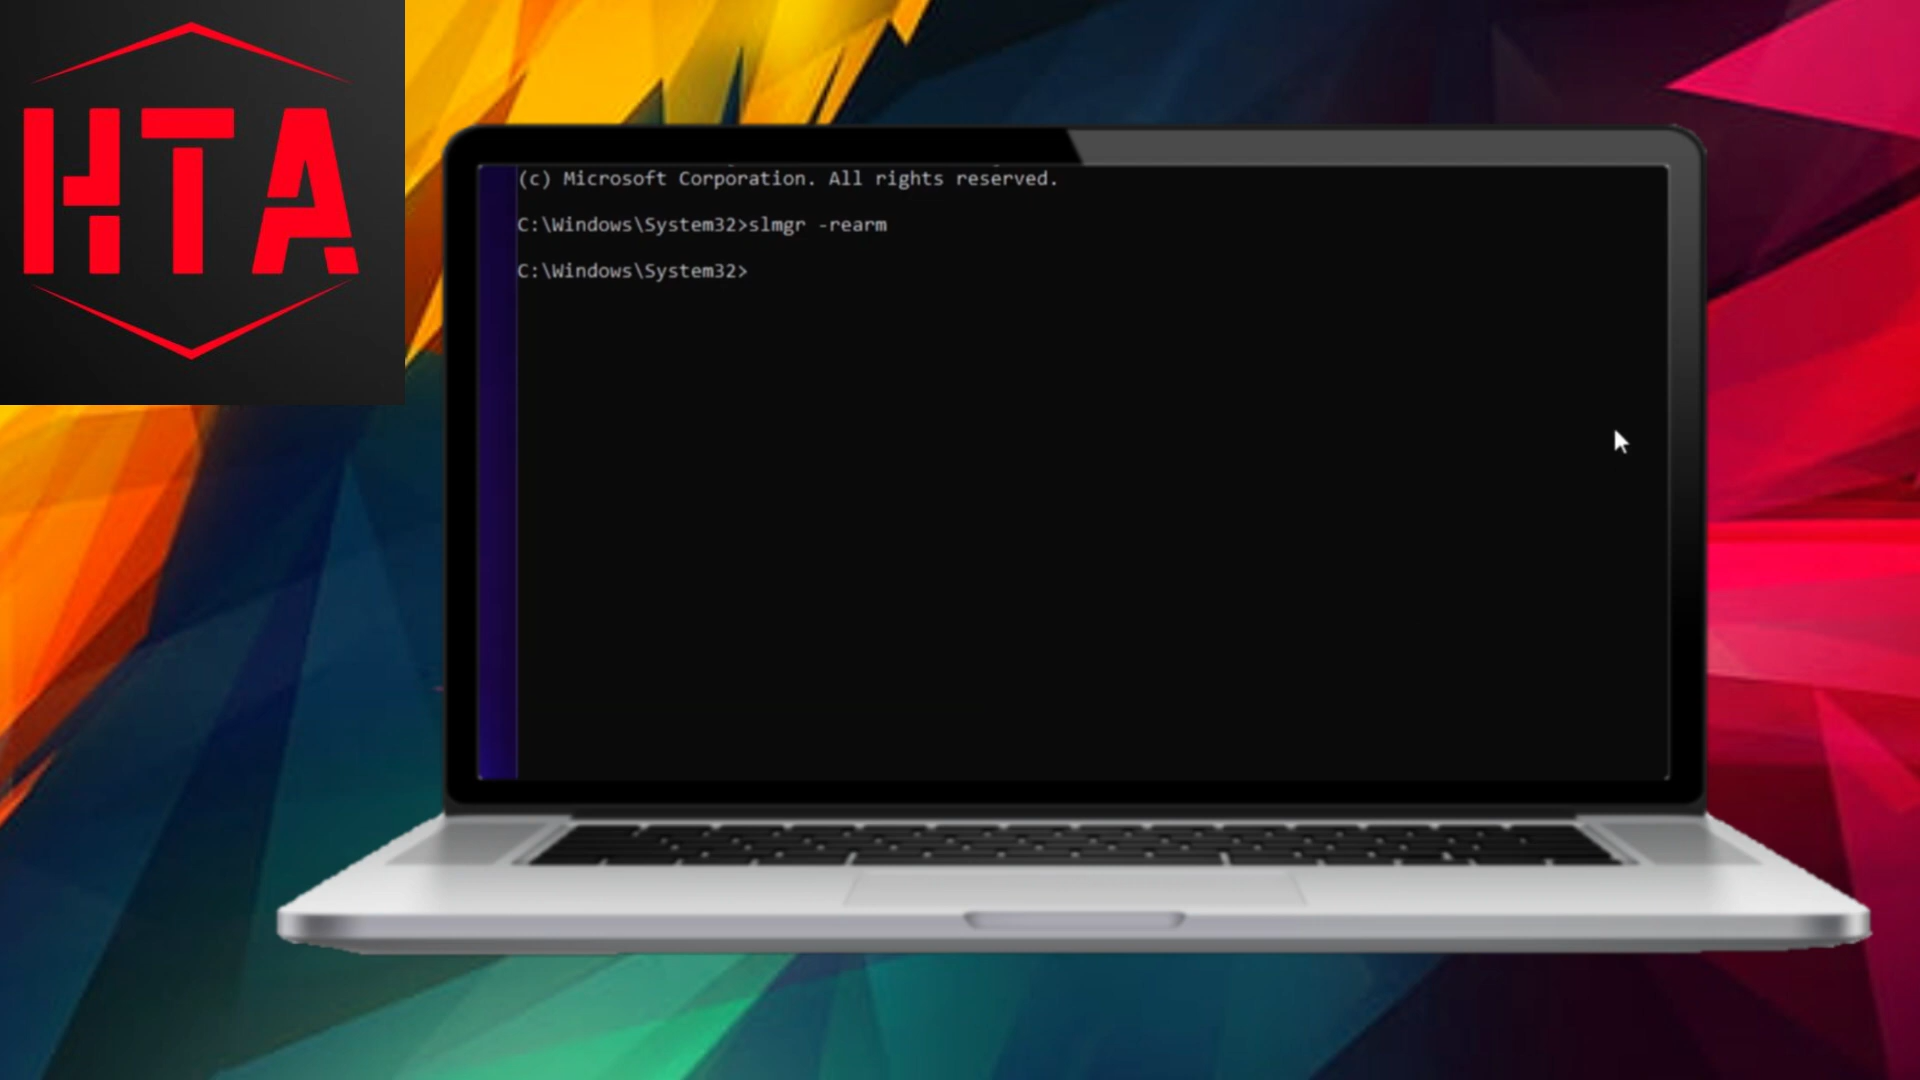 HTA
(c) Microsoft Corporation. All rights reserved.
C:\Windows\System32>slmgr -rearm
C:\Windows\System32>